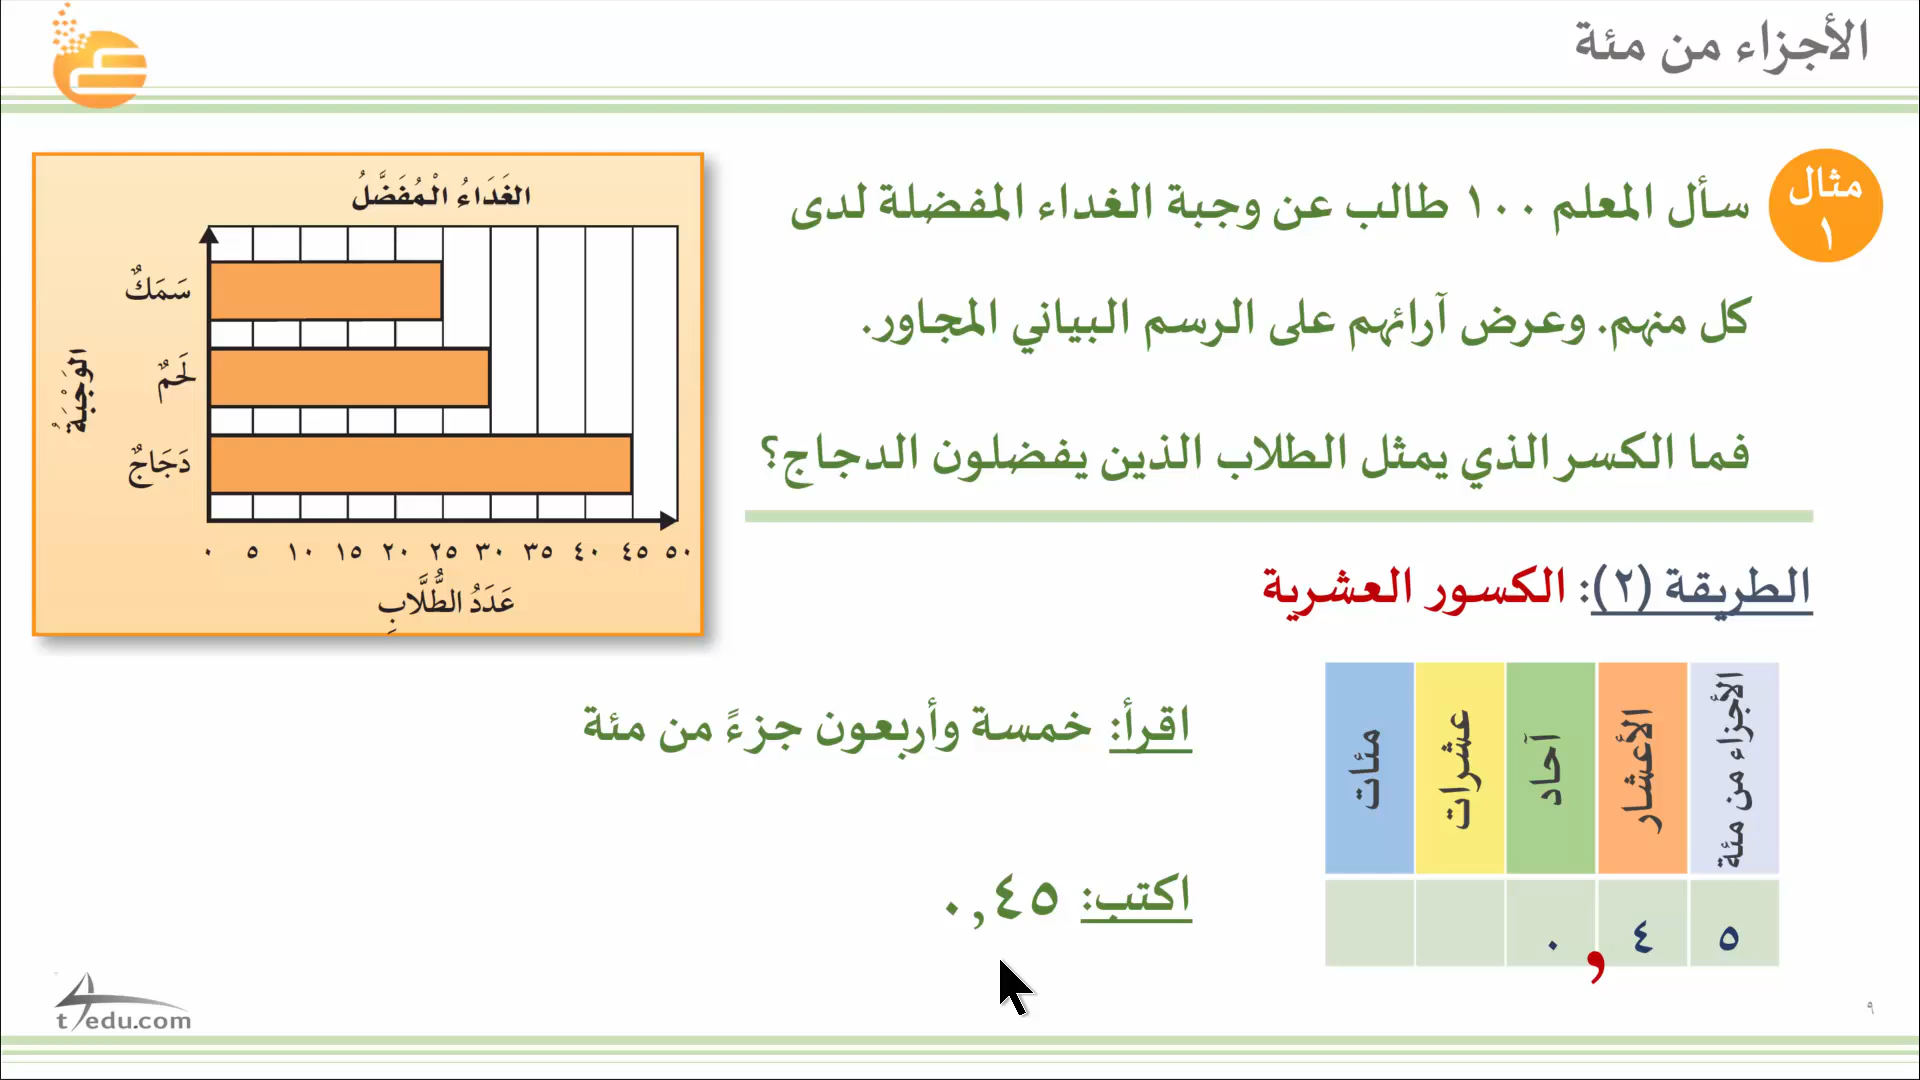 الأجزاء من مئة
مثال
١
سأل المعلم ١٠٠ طالب عن وجبة الغداء المفضلة لدى
كل منهم. وعرض آرائهم على الرسم البياني المجاور.
فما الكسر الذي يمثل الطلاب الذين يفضلون الدجاج؟
الغَدَاءُ الْمُفَضَّلُ
الوَجْبَةُ
سَمَكٌ
لَحْمٌ
دَجَاجٌ
٠ ٥ ١٠ ١٥ ٢٠ ٢٥ ٣٠ ٣٥ ٤٠ ٤٥ ٥٠
عَدَدُ الطُّلَّابِ
الطريقة (٢): الكسور العشرية
الأجزاء من مئة
الأعشار
آحاد
عشرات
مئات
٥ ٤ , ٠
اقرأ: خمسة وأربعون جزءً من مئة
اكتب: ٠,٤٥
t4edu.com
٩